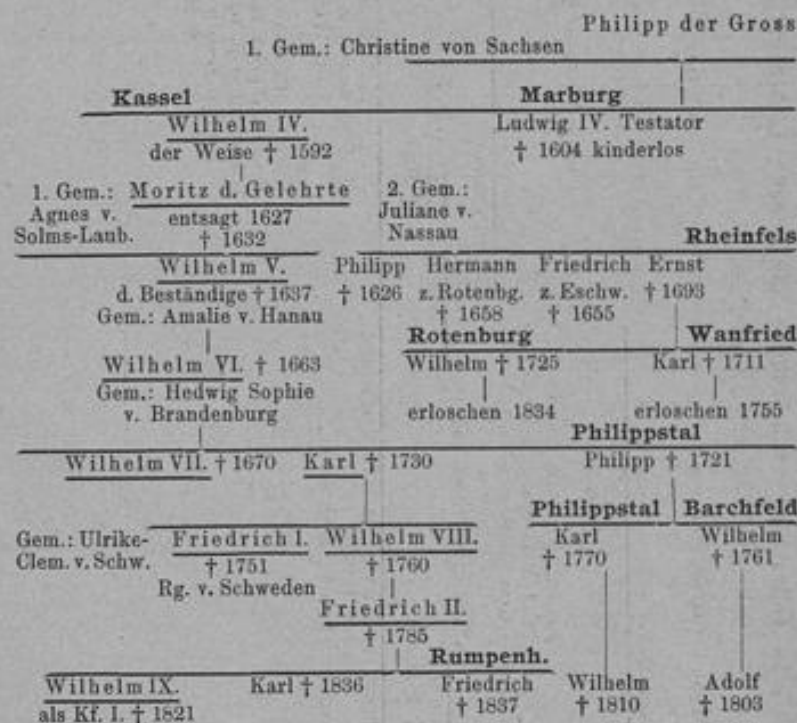 Philipp der Gross
1. Gem.: Christine von Sachsen
Kassel Marburg
Wilhelm IV. Ludwig IV. Testator
der Weise † 1592 † 1604 kinderlos
1. Gem.: Moritz d. Gelehrte 2. Gem.:
Agnes v. entsagt 1627 Juliane v.
Solms-Laub. † 1632 Nassau
Rheinfels
Wilhelm V. Philipp Hermann Friedrich Ernst
d. Beständige † 1637 † 1626 z. Rotenbg. z. Eschw. † 1693
Gem.: Amalie v. Hanau † 1658 † 1655
Rotenburg Wanfried
Wilhelm VI. † 1663 Wilhelm † 1725 Karl † 1711
Gem.: Hedwig Sophie
v. Brandenburg erloschen 1834 erloschen 1755
Philippstal
Wilhelm VII. † 1670 Karl † 1730 Philipp † 1721
Philippstal Barchfeld
Gem.: Ulrike- Friedrich I. Wilhelm VIII. Karl Wilhelm
Clem. v. Schw. † 1751 † 1760 † 1770 † 1761
Rg. v. Schweden
Friedrich II.
† 1785
Rumpenh.
Wilhelm IX. Karl † 1836 Friedrich Wilhelm Adolf
als Kf. I. † 1821 † 1837 † 1810 † 1803